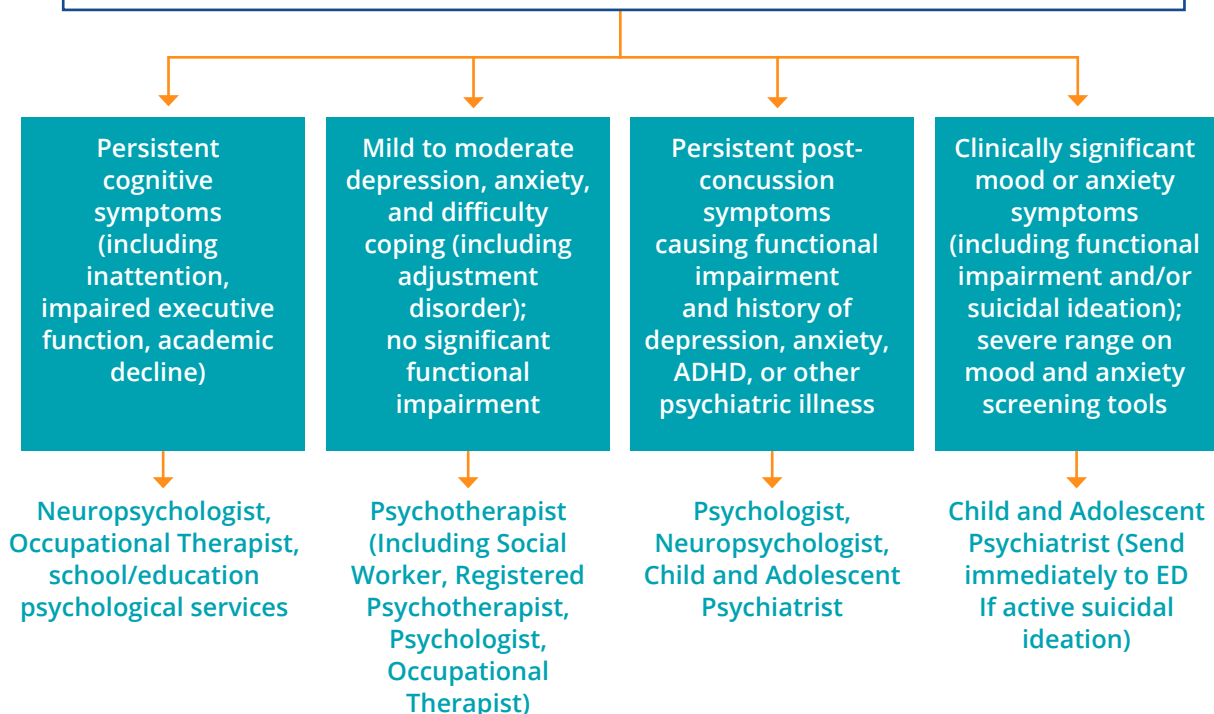 Persistent
cognitive
symptoms
(including
inattention,
impaired executive
function, academic
decline)
Mild to moderate
depression, anxiety,
and difficulty
coping (including
adjustment
disorder);
no significant
functional
impairment
Persistent post-
concussion
symptoms
causing functional
impairment
and history of
depression, anxiety,
ADHD, or other
psychiatric illness
Clinically significant
mood or anxiety
symptoms
(including functional
impairment and/or
suicidal ideation);
severe range on
mood and anxiety
screening tools
Neuropsychologist,
Occupational Therapist,
school/education
psychological services
Psychotherapist
(Including Social
Worker, Registered
Psychotherapist,
Psychologist,
Occupational
Therapist)
Psychologist,
Neuropsychologist,
Child and Adolescent
Psychiatrist
Child and Adolescent
Psychiatrist (Send
immediately to ED
If active suicidal
ideation)